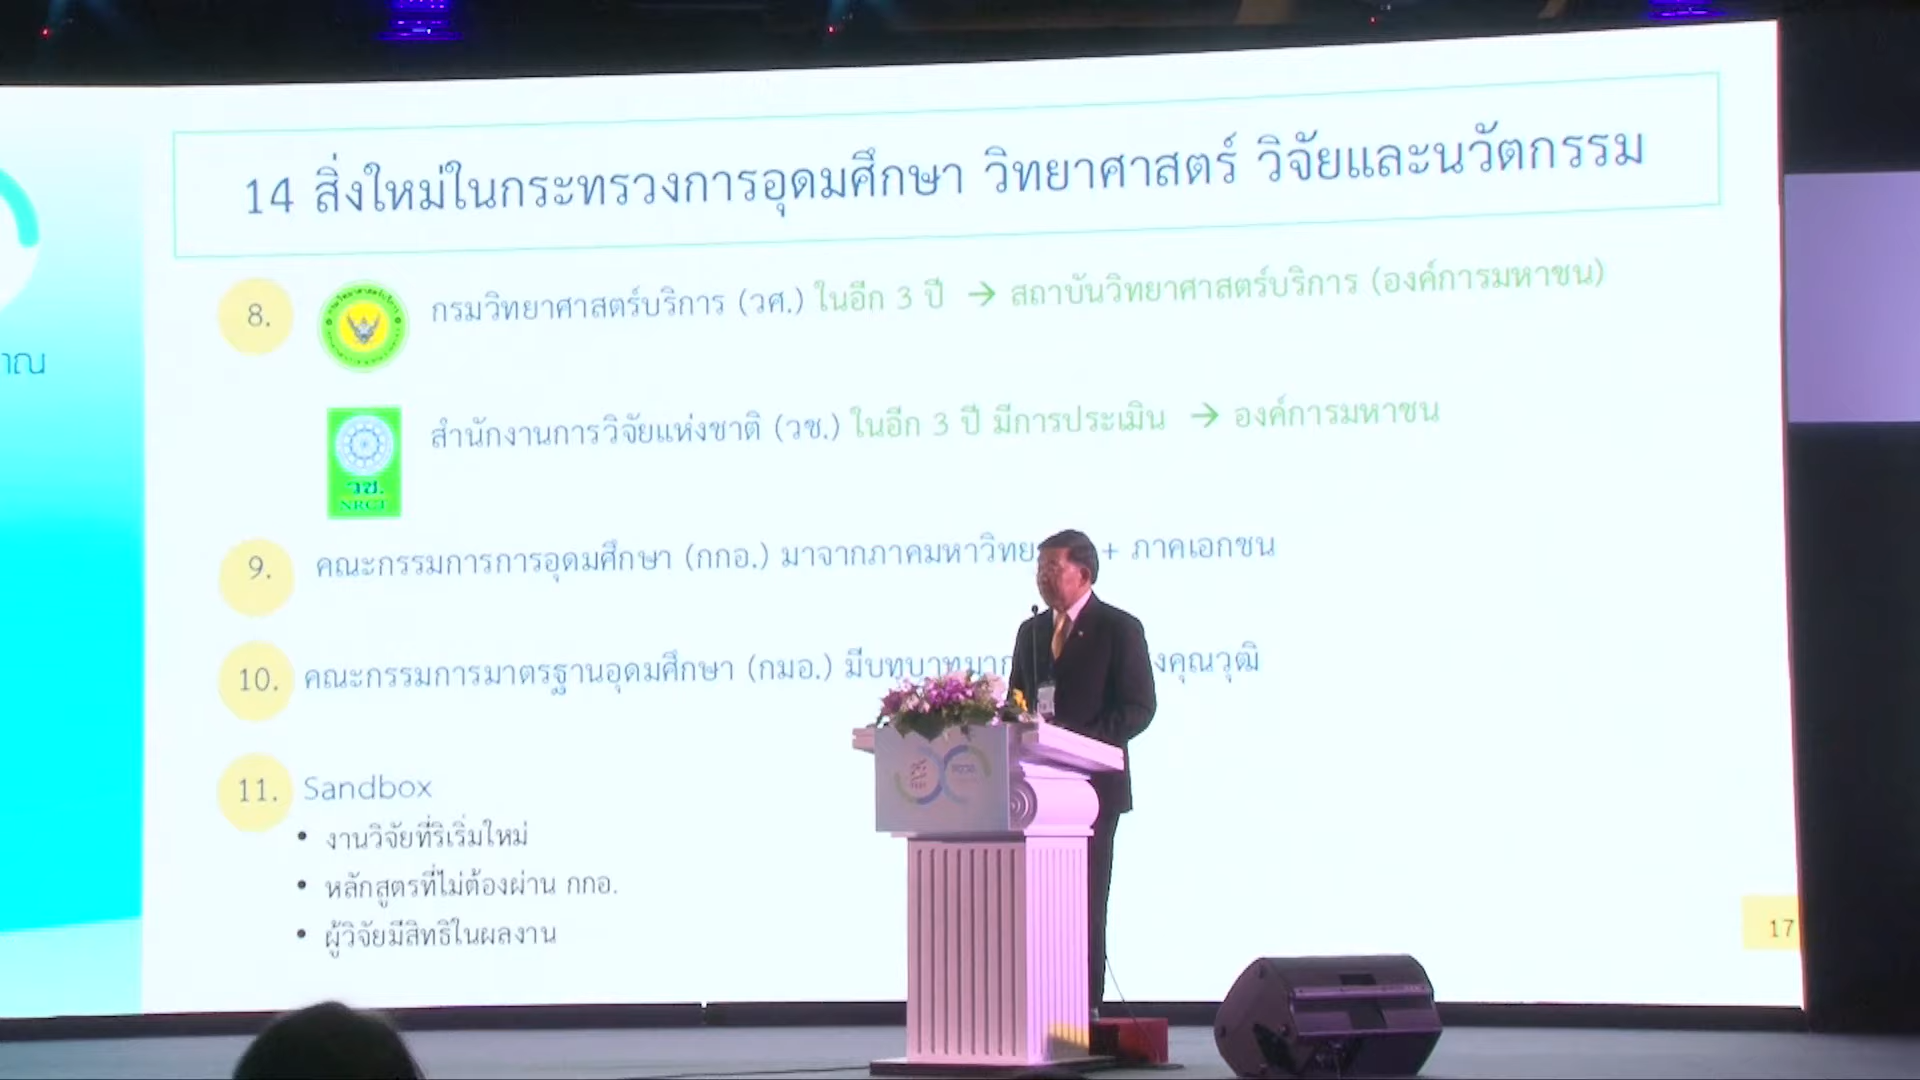 14 สิ่งใหม่ในกระทรวงการอุดมศึกษา วิทยาศาสตร์ วิจัยและนวัตกรรม
8. กรมวิทยาศาสตร์บริการ (วศ.) ในอีก 3 ปี → สถาบันวิทยาศาสตร์บริการ (องค์การมหาชน)
สำนักงานการวิจัยแห่งชาติ (วช.) ในอีก 3 ปี มีการประเมิน → องค์การมหาชน
วช.
NRCT
9. คณะกรรมการการอุดมศึกษา (กกอ.) มาจากภาคมหาวิทย + ภาคเอกชน
10. คณะกรรมการมาตรฐานอุดมศึกษา (กมอ.) มีบทบาทมาก งคุณวุฒิ
11. Sandbox
• งานวิจัยที่ริเริ่มใหม่
• หลักสูตรที่ไม่ต้องผ่าน กกอ.
• ผู้วิจัยมีสิทธิในผลงาน
17